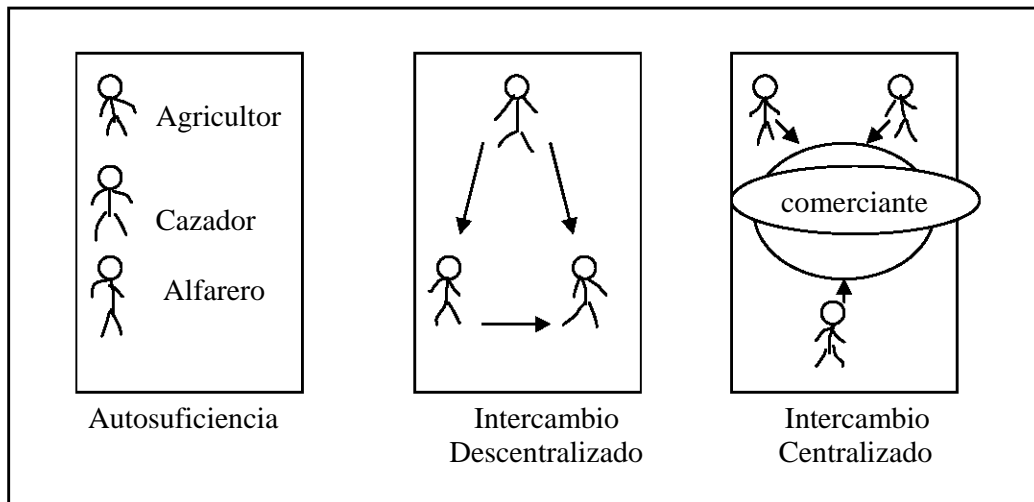 Agricultor
Cazador
Alfarero
Autosuficiencia
Intercambio
Descentralizado
comerciante
Intercambio
Centralizado